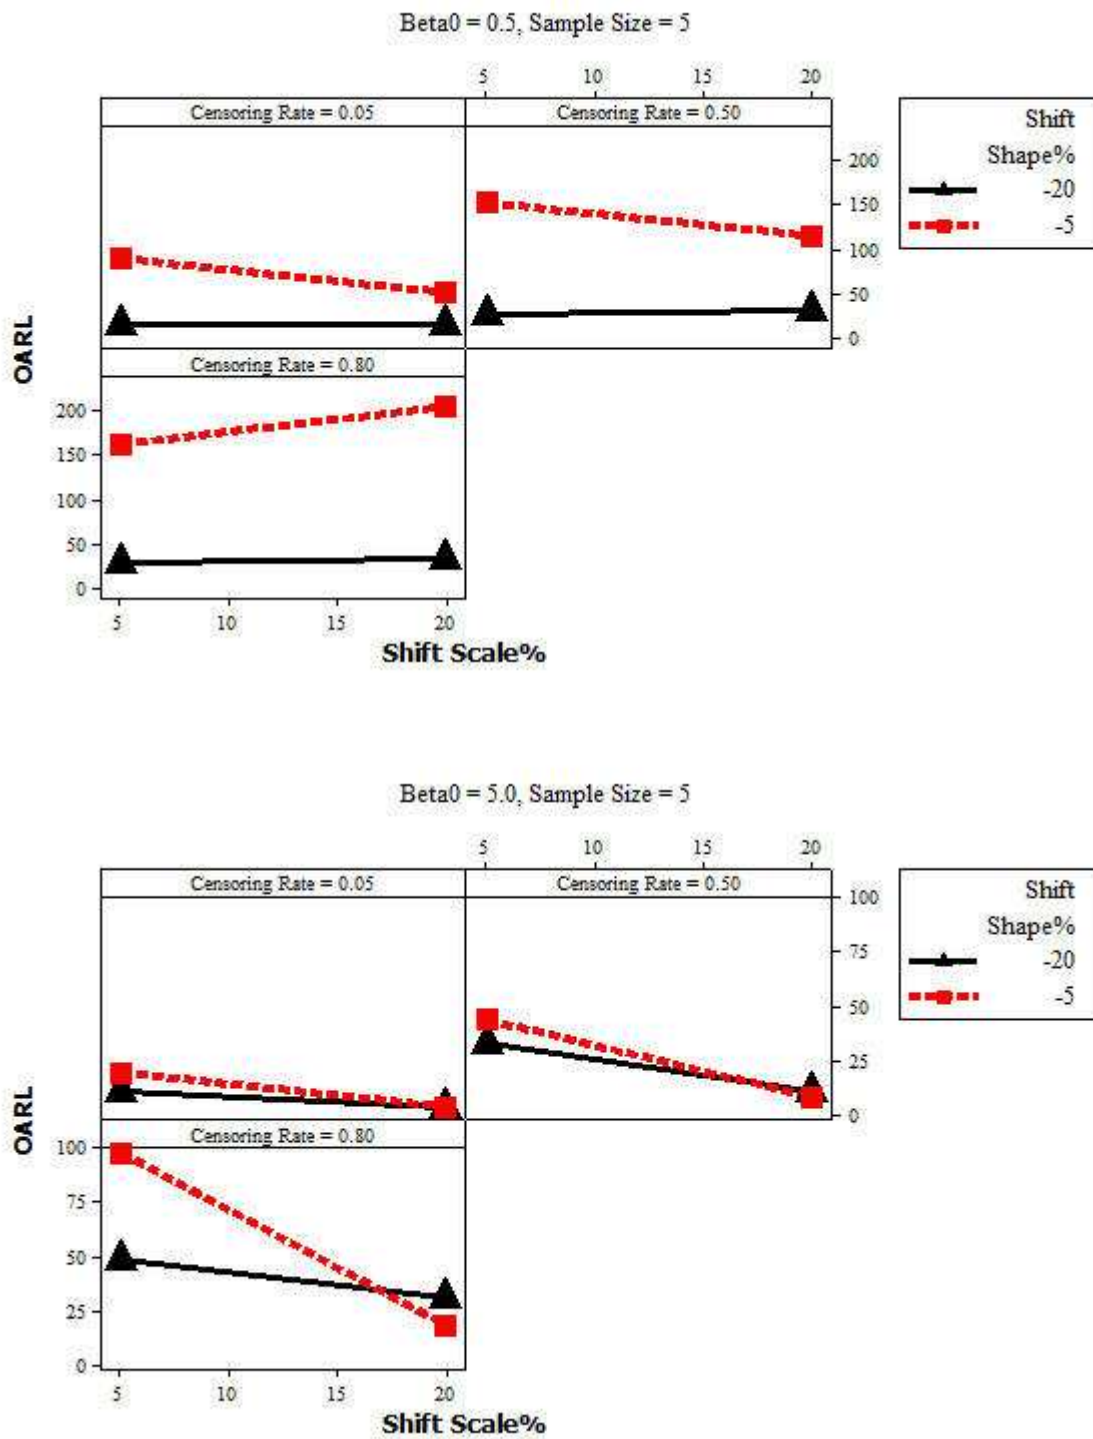 Beta0 = 0.5, Sample Size = 5
5 10 15 20
Censoring Rate = 0.05 Censoring Rate = 0.50
Shift
Shape%
-20
-5
200
150
100
50
0
OARL
Censoring Rate = 0.80
200
150
100
50
0
5 10 15 20
Shift Scale%
Beta0 = 5.0, Sample Size = 5
5 10 15 20
Censoring Rate = 0.05 Censoring Rate = 0.50
Shift
Shape%
-20
-5
100
75
50
25
0
OARL
Censoring Rate = 0.80
100
75
50
25
0
5 10 15 20
Shift Scale%